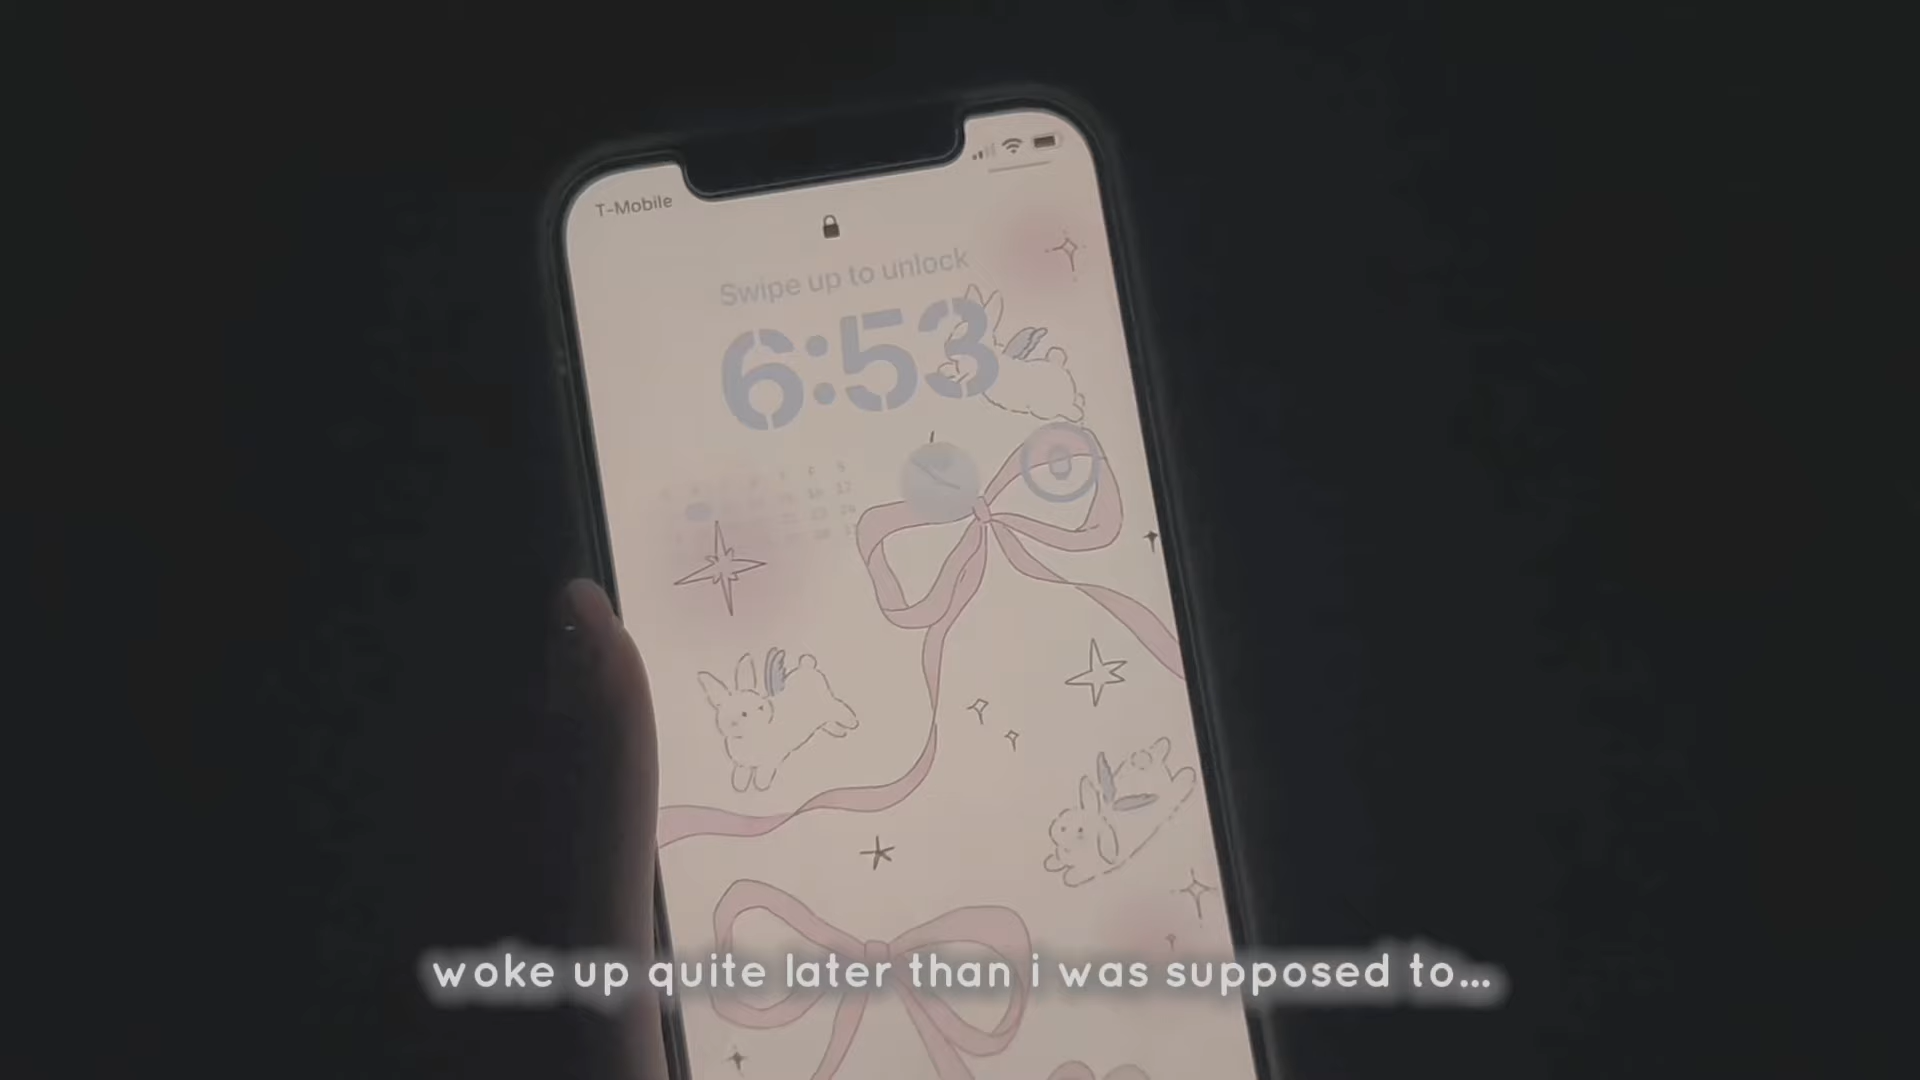 T-Mobile
Swipe up to unlock
6:53
woke up quite later than i was supposed to...